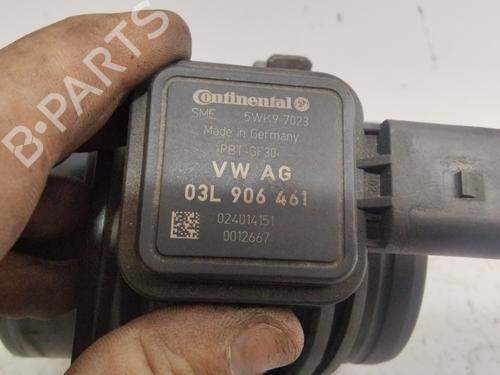 B-PARTS
Continental
SME 5WK9 7023
Made in Germany
>PBT-GF30<
VW AG
03L 906 461
024014151
0012667